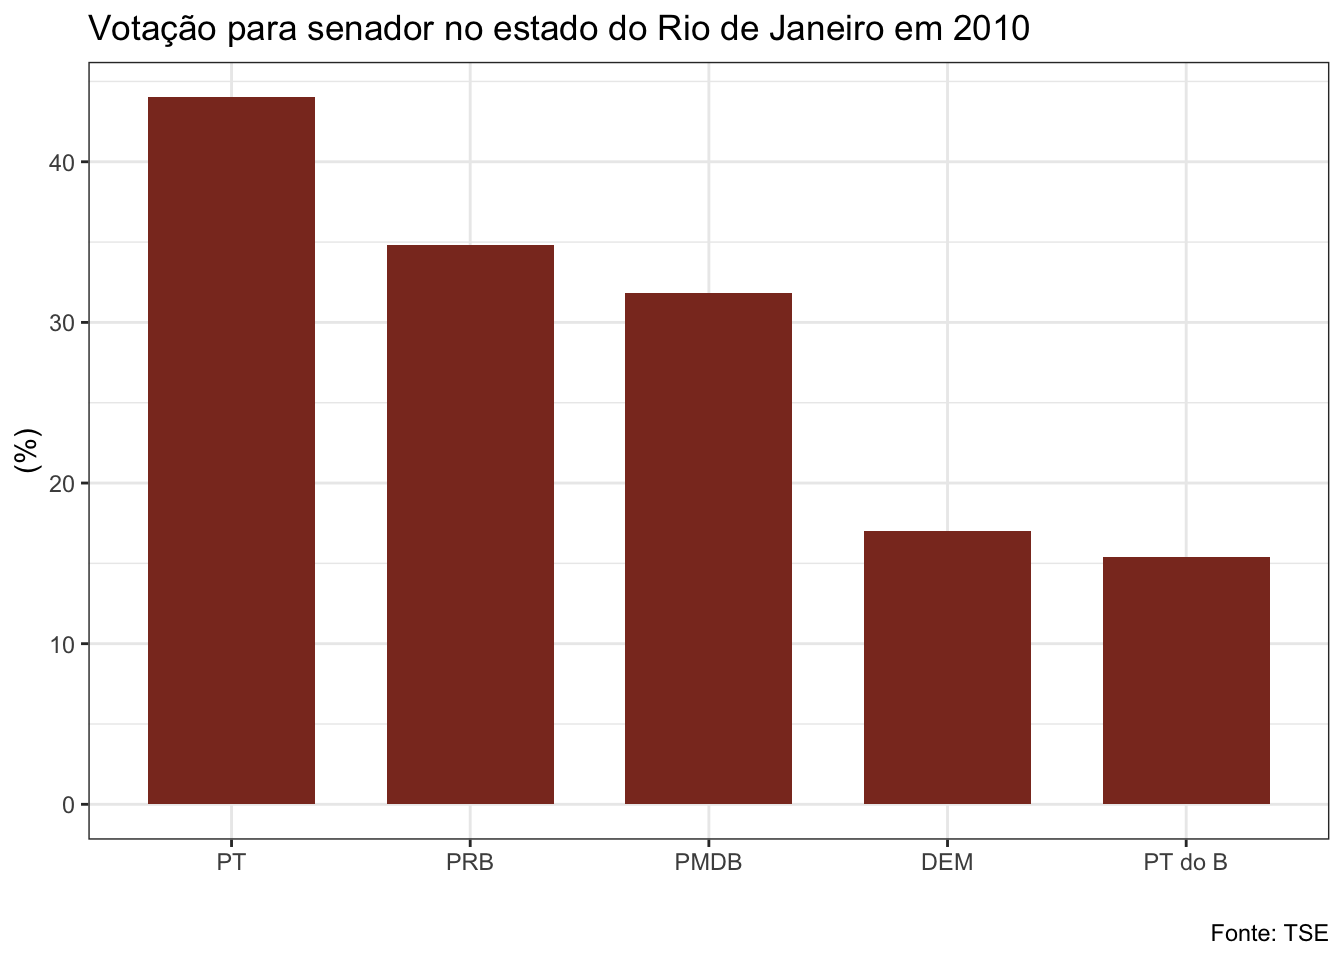 Votação para senador no estado do Rio de Janeiro em 2010
(%)
40
30
20
10
0
PT PRB PMDB DEM PT do B
Fonte: TSE